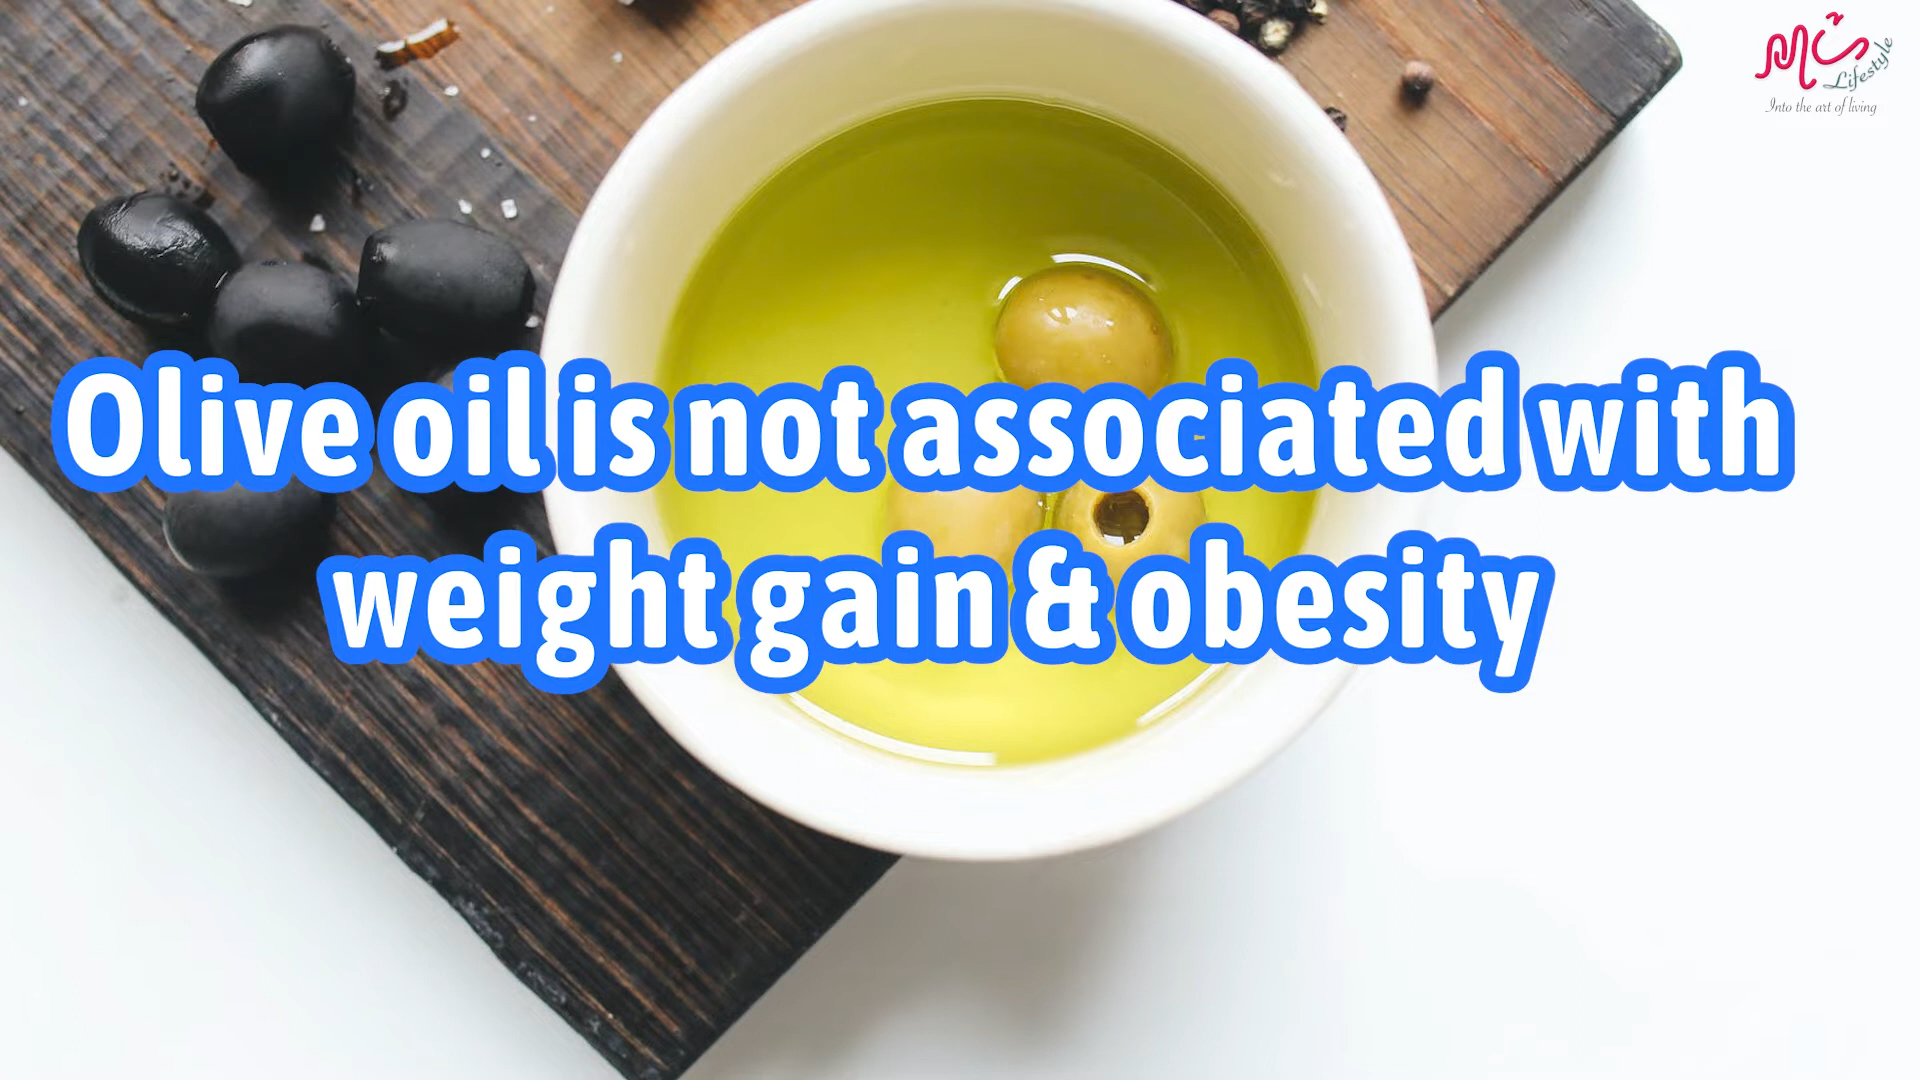 Lifestyle
Into the art of living
Olive oil is not associated with
weight gain & obesity